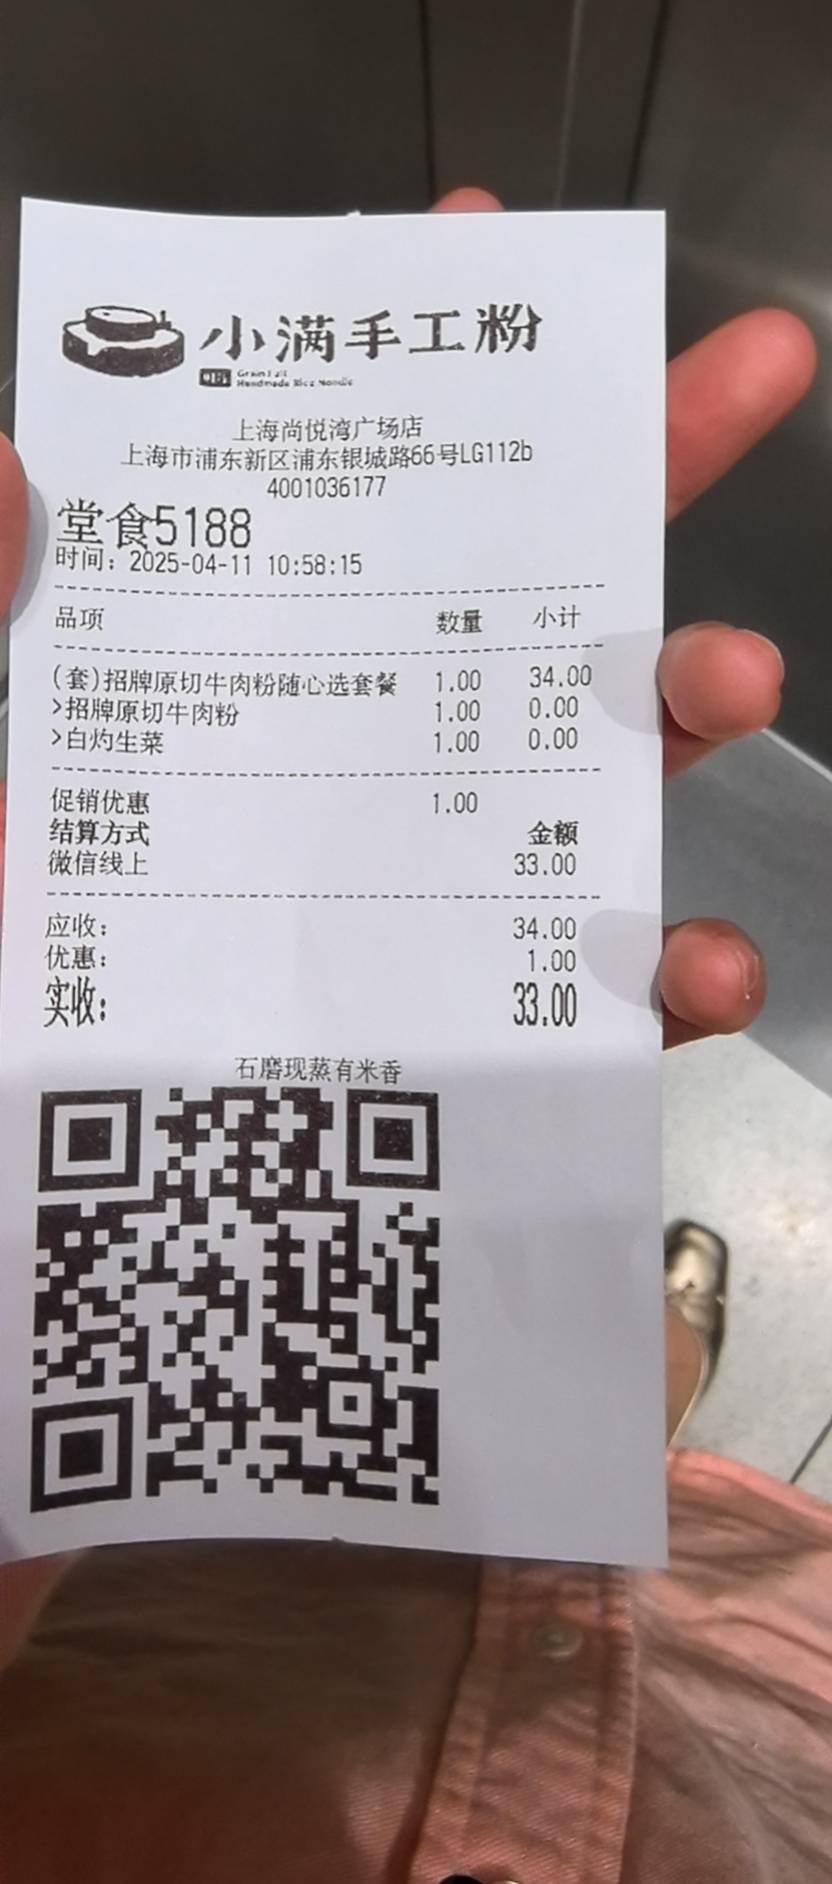 小满手工粉
Grain Full
Handmade Rice Noodle
上海尚悦湾广场店
上海市浦东新区浦东银城路66号LG112b
4001036177
堂食5188
时间：2025-04-11 10:58:15
品项 数量 小计
(套)招牌原切牛肉粉随心选套餐 1.00 34.00
>招牌原切牛肉粉 1.00 0.00
>白灼生菜 1.00 0.00
促销优惠 1.00
结算方式 金额
微信线上 33.00
应收： 34.00
优惠： 1.00
实收： 33.00
石磨现蒸有米香